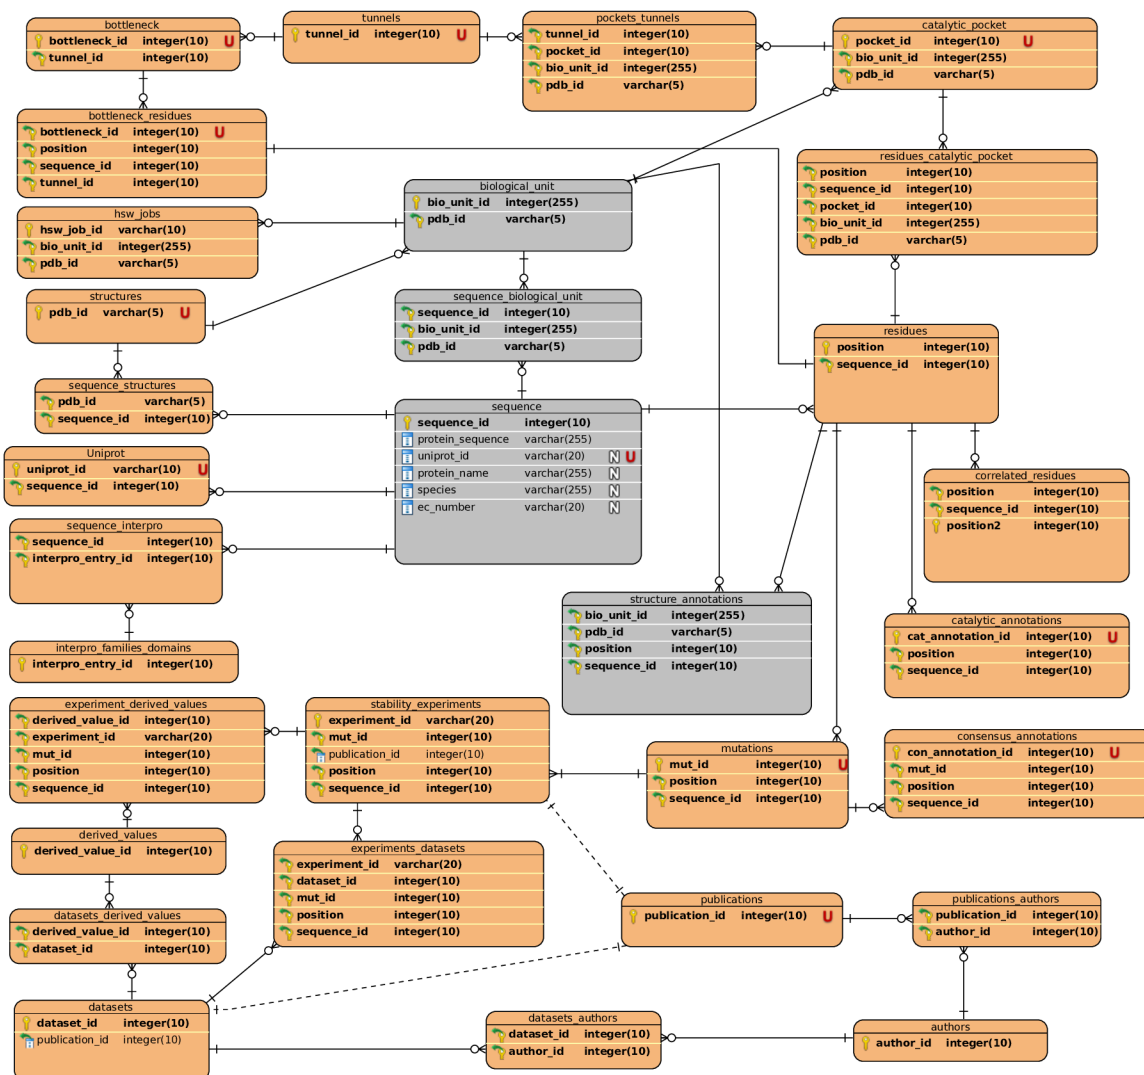 bottleneck
bottleneck_id integer(10) U
tunnel_id integer(10)
tunnels
tunnel_id integer(10) U
pockets_tunnels
tunnel_id integer(10)
pocket_id integer(10)
bio_unit_id integer(255)
pdb_id varchar(5)
catalytic_pocket
pocket_id integer(10) U
bio_unit_id integer(255)
pdb_id varchar(5)
bottleneck_residues
bottleneck_id integer(10) U
position integer(10)
sequence_id integer(10)
tunnel_id integer(10)
residues_catalytic_pocket
position integer(10)
sequence_id integer(10)
pocket_id integer(10)
bio_unit_id integer(255)
pdb_id varchar(5)
biological_unit
bio_unit_id integer(255)
pdb_id varchar(5)
hsw_jobs
hsw_job_id varchar(10)
bio_unit_id integer(255)
pdb_id varchar(5)
structures
pdb_id varchar(5) U
sequence_biological_unit
sequence_id integer(10)
bio_unit_id integer(255)
pdb_id varchar(5)
residues
position integer(10)
sequence_id integer(10)
sequence_structures
pdb_id varchar(5)
sequence_id integer(10)
sequence
sequence_id integer(10)
protein_sequence varchar(255)
uniprot_id varchar(20) N U
protein_name varchar(255) N
species varchar(255) N
ec_number varchar(20) N
Uniprot
uniprot_id varchar(10) U
sequence_id integer(10)
correlated_residues
position integer(10)
sequence_id integer(10)
position2 integer(10)
sequence_interpro
sequence_id integer(10)
interpro_entry_id integer(10)
structure_annotations
bio_unit_id integer(255)
pdb_id varchar(5)
position integer(10)
sequence_id integer(10)
catalytic_annotations
cat_annotation_id integer(10) U
position integer(10)
sequence_id integer(10)
interpro_families_domains
interpro_entry_id integer(10)
experiment_derived_values
derived_value_id integer(10)
experiment_id varchar(20)
mut_id integer(10)
position integer(10)
sequence_id integer(10)
stability_experiments
experiment_id varchar(20)
mut_id integer(10)
publication_id integer(10)
position integer(10)
sequence_id integer(10)
mutations
mut_id integer(10) U
position integer(10)
sequence_id integer(10)
consensus_annotations
con_annotation_id integer(10) U
mut_id integer(10)
position integer(10)
sequence_id integer(10)
derived_values
derived_value_id integer(10)
experiments_datasets
experiment_id varchar(20)
dataset_id integer(10)
mut_id integer(10)
position integer(10)
sequence_id integer(10)
publications
publication_id integer(10) U
publications_authors
publication_id integer(10)
author_id integer(10)
datasets_derived_values
derived_value_id integer(10)
dataset_id integer(10)
datasets
dataset_id integer(10)
publication_id integer(10)
datasets_authors
dataset_id integer(10)
author_id integer(10)
authors
author_id integer(10)